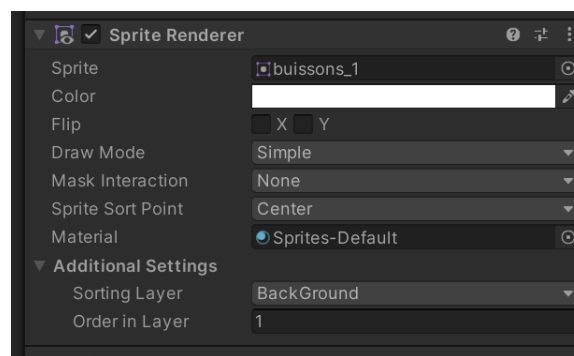 Sprite Renderer
Sprite buissons_1
Color
Flip X Y
Draw Mode Simple
Mask Interaction None
Sprite Sort Point Center
Material Sprites-Default
Additional Settings
Sorting Layer BackGround
Order in Layer 1